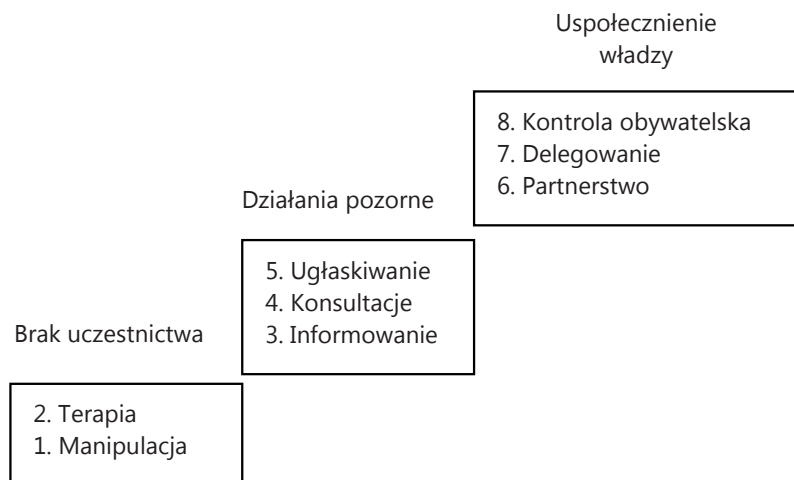 Uspołecznienie
władzy
8. Kontrola obywatelska
7. Delegowanie
6. Partnerstwo
Działania pozorne
5. Ugłaskiwanie
4. Konsultacje
3. Informowanie
Brak uczestnictwa
2. Terapia
1. Manipulacja